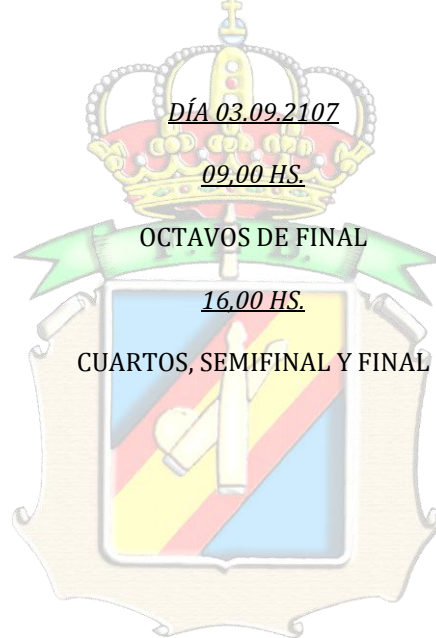 DÍA 03.09.2107
09,00 HS.
OCTAVOS DE FINAL
16,00 HS.
CUARTOS, SEMIFINAL Y FINAL